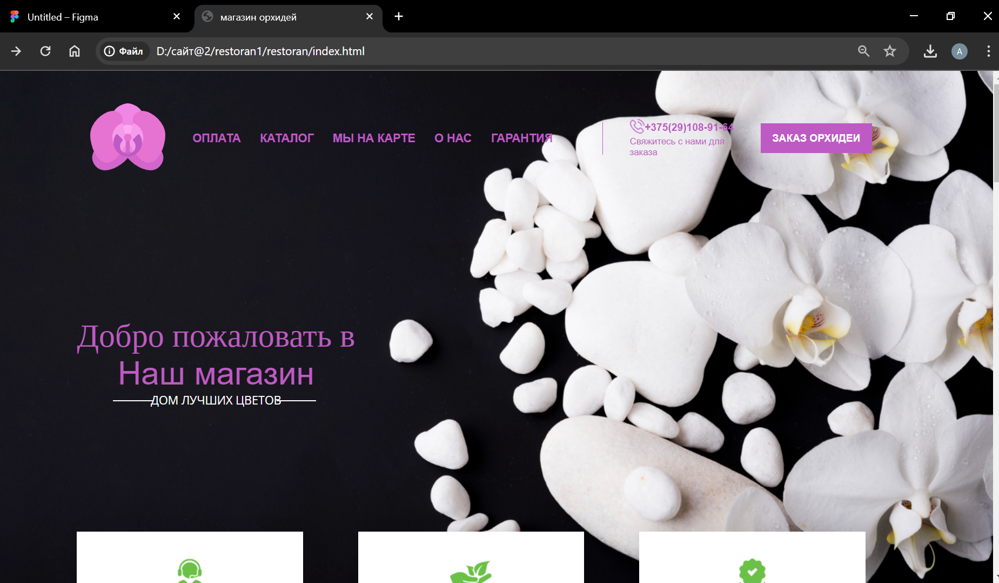 Untitled – Figma
магазин орхидей
Файл
D:/сайт@2/restoran1/restoran/index.html
A
ОПЛАТА
КАТАЛОГ
МЫ НА КАРТЕ
О НАС
ГАРАНТИЯ
+375(29)108-91-64
Свяжитесь с нами для
заказа
ЗАКАЗ ОРХИДЕИ
Добро пожаловать в
Наш магазин
ДОМ ЛУЧШИХ ЦВЕТОВ